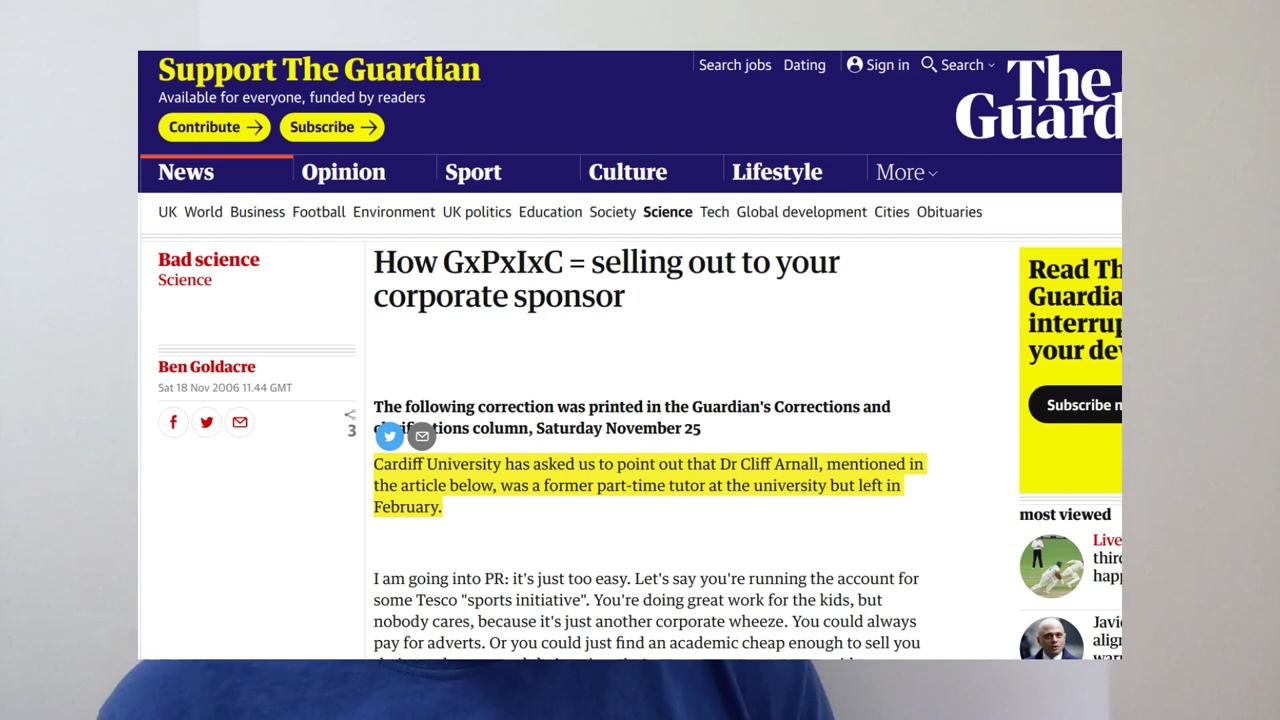 Support The Guardian
Available for everyone, funded by readers
Contribute
Subscribe
Search jobs
Dating
Sign in
Search
The
Guard
News
Opinion
Sport
Culture
Lifestyle
More
UK World Business Football Environment UK politics Education Society Science Tech Global development Cities Obituaries
Bad science
Science
Ben Goldacre
Sat 18 Nov 2006 11.44 GMT
3
How GxPxIxC = selling out to your
corporate sponsor
The following correction was printed in the Guardian's Corrections and
column, Saturday November 25
Cardiff University has asked us to point out that Dr Cliff Arnall, mentioned in
the article below, was a former part-time tutor at the university but left in
February.
I am going into PR: it's just too easy. Let's say you're running the account for
some Tesco "sports initiative". You're doing great work for the kids, but
nobody cares, because it's just another corporate wheeze. You could always
pay for adverts. Or you could just find an academic cheap enough to sell you
Read Th
Guardia
interrup
your dev
Subscribe n
most viewed
Live
third
happ
Javi
align
warn